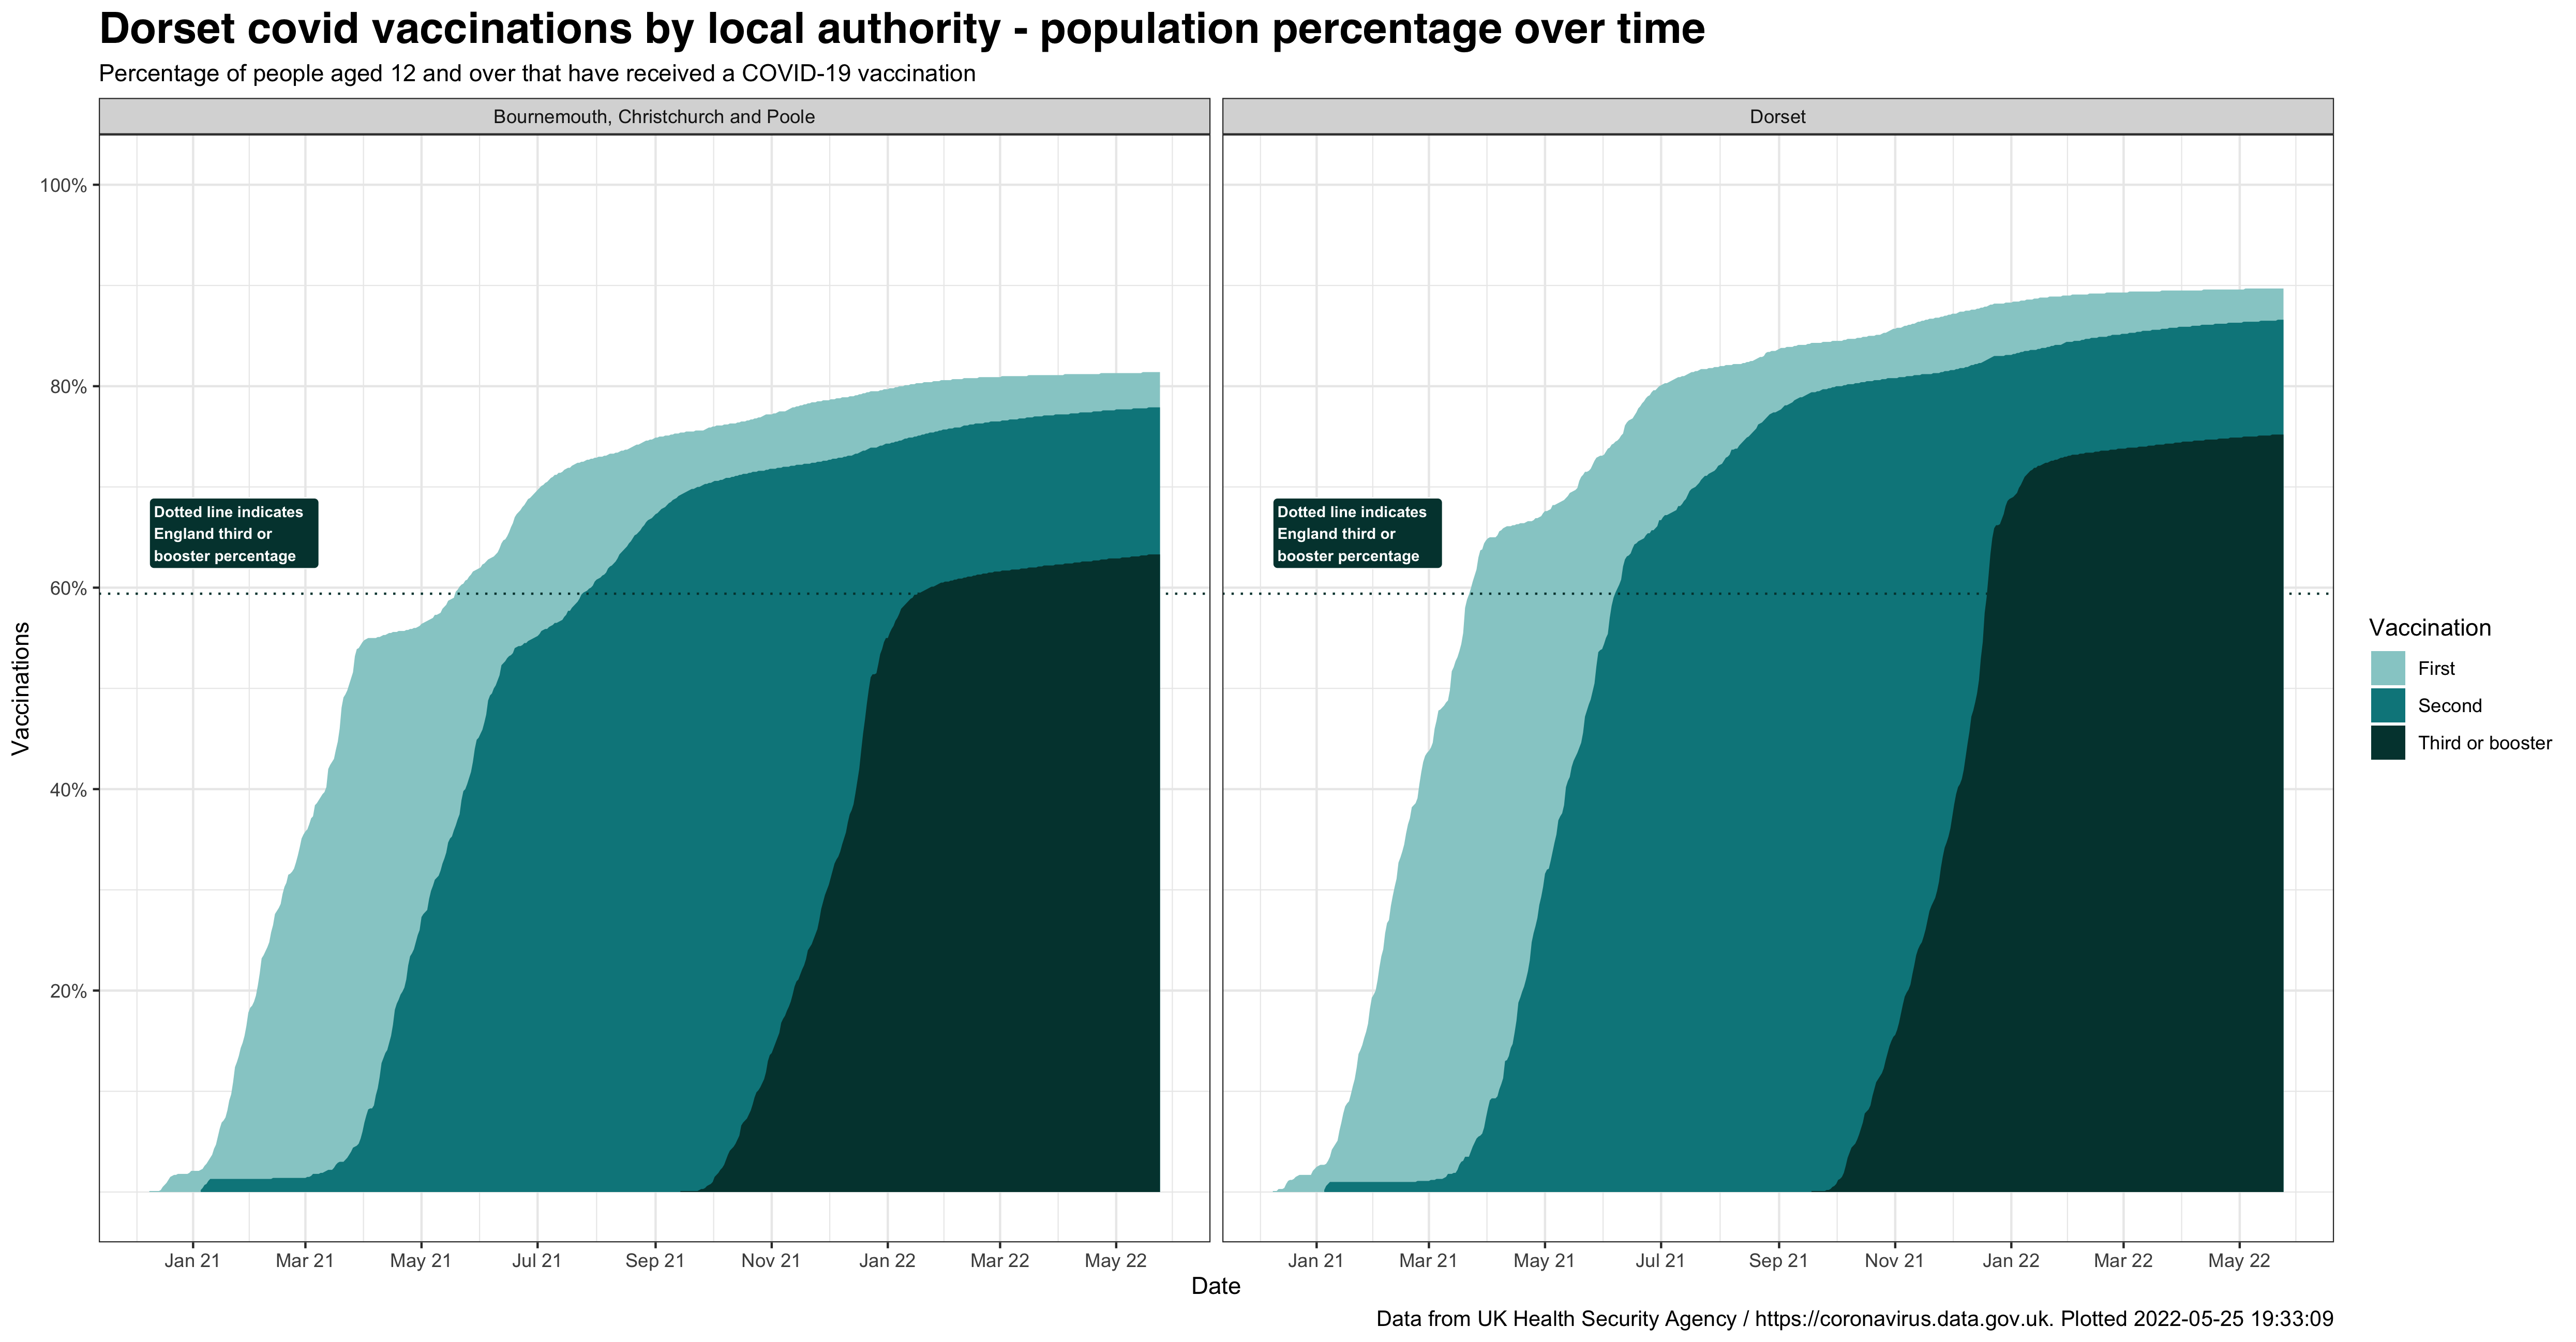 Dorset covid vaccinations by local authority - population percentage over time
Percentage of people aged 12 and over that have received a COVID-19 vaccination
Bournemouth, Christchurch and Poole
Dorset
Vaccinations
100%
80%
60%
40%
20%
Dotted line indicates
England third or
booster percentage
Dotted line indicates
England third or
booster percentage
Jan 21 Mar 21 May 21 Jul 21 Sep 21 Nov 21 Jan 22 Mar 22 May 22
Jan 21 Mar 21 May 21 Jul 21 Sep 21 Nov 21 Jan 22 Mar 22 May 22
Date
Vaccination
First
Second
Third or booster
Data from UK Health Security Agency / https://coronavirus.data.gov.uk. Plotted 2022-05-25 19:33:09